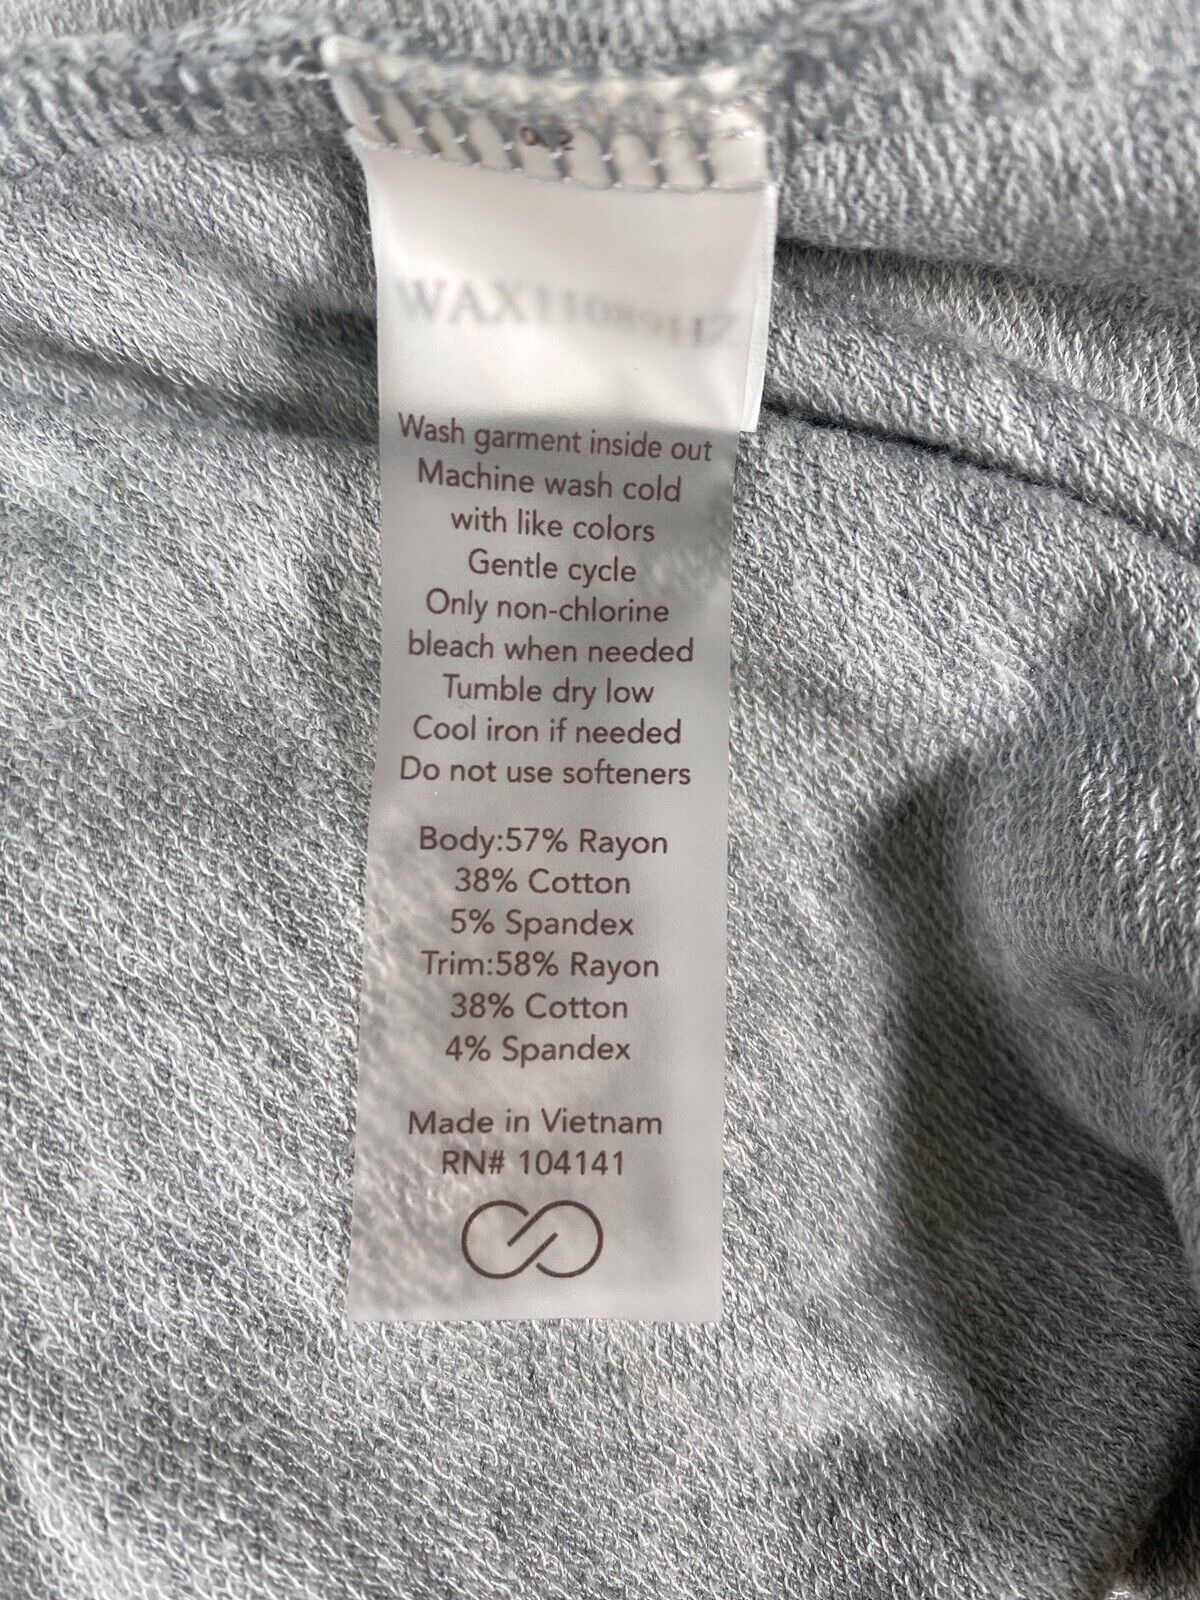 Wash garment inside out
Machine wash cold
with like colors
Gentle cycle
Only non-chlorine
bleach when needed
Tumble dry low
Cool iron if needed
Do not use softeners
Body:57% Rayon
38% Cotton
5% Spandex
Trim:58% Rayon
38% Cotton
4% Spandex
Made in Vietnam
RN# 104141